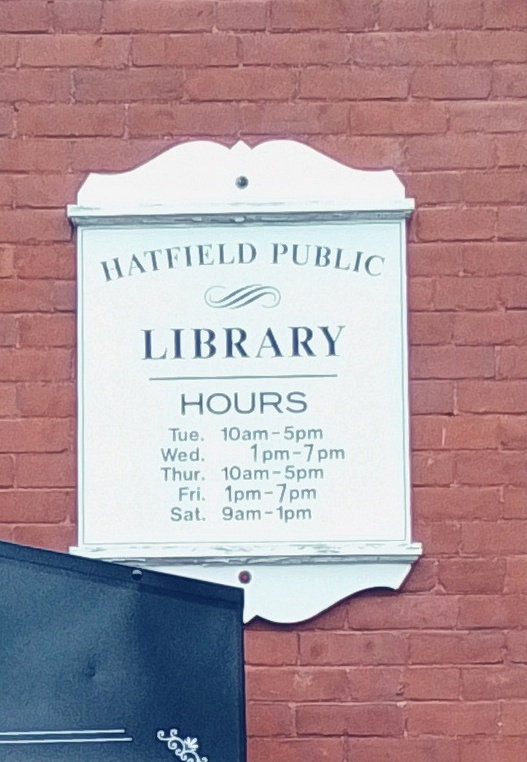 HATFIELD PUBLIC
LIBRARY
HOURS
Tue. 10am-5pm
Wed. 1pm-7pm
Thur. 10am-5pm
Fri. 1pm-7pm
Sat. 9am-1pm